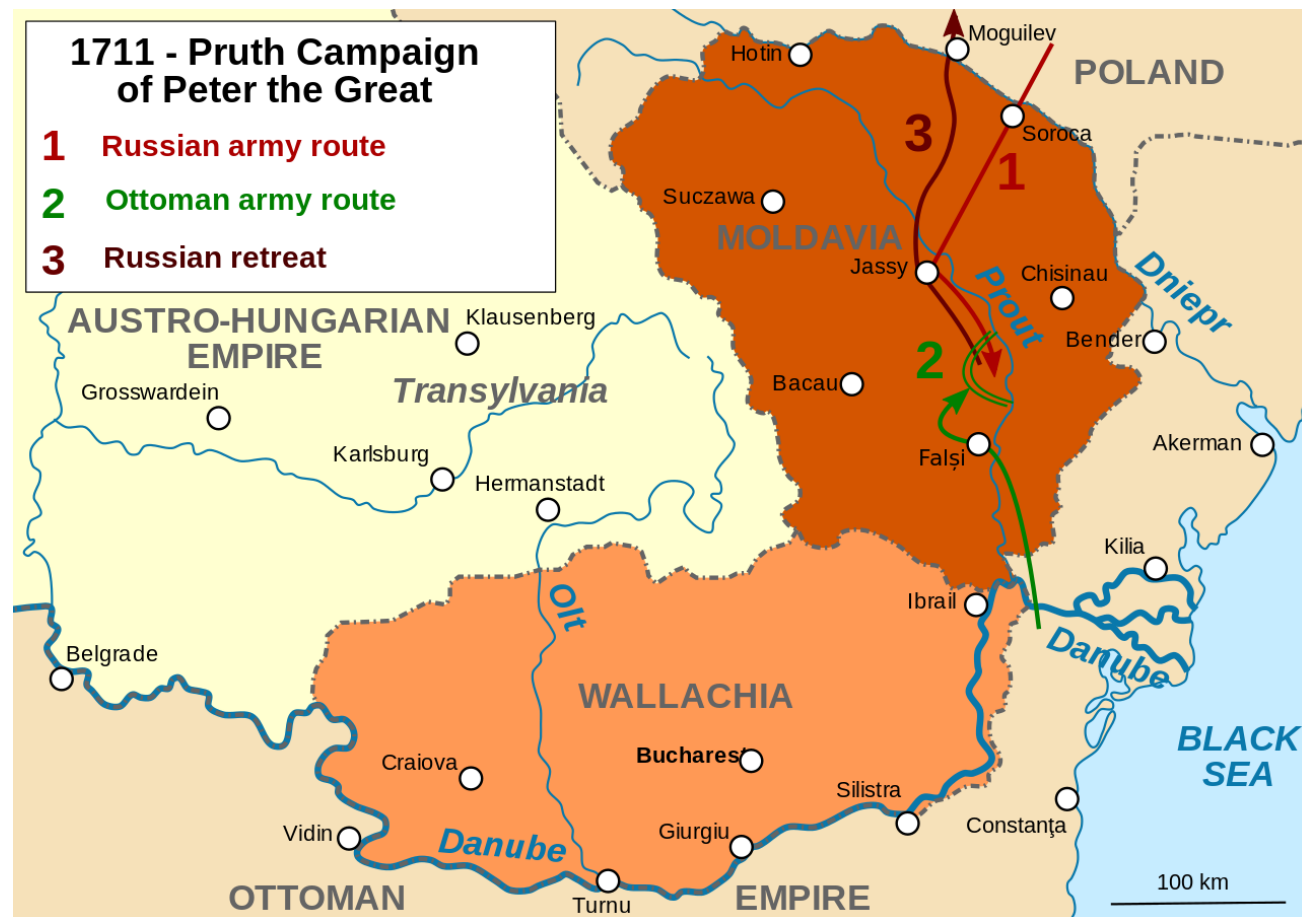 1711 - Pruth Campaign
of Peter the Great
1 Russian army route
2 Ottoman army route
3 Russian retreat
Moguilev
Hotin
POLAND
3
Soroca
1
Suczawa
MOLDAVIA
Jassy
Chisinau
Prout
Dniepr
AUSTRO-HUNGARIAN
EMPIRE
Klausenberg
Bender
2
Transylvania
Bacau
Grosswardein
Karlsburg
Falși
Akerman
Hermanstadt
Kilia
Olt
Ibrail
Belgrade
Danube
WALLACHIA
BLACK
SEA
Bucharest
Craiova
Silistra
Vidin
Danube
Giurgiu
Constanţa
OTTOMAN
Turnu
EMPIRE
100 km